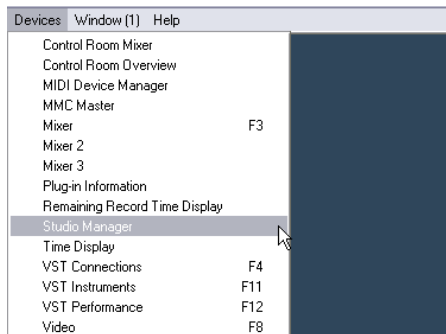 Devices Window (1) Help
Control Room Mixer
Control Room Overview
MIDI Device Manager
MMC Master
Mixer F3
Mixer 2
Mixer 3
Plug-in Information
Remaining Record Time Display
Studio Manager
Time Display
VST Connections F4
VST Instruments F11
VST Performance F12
Video F8